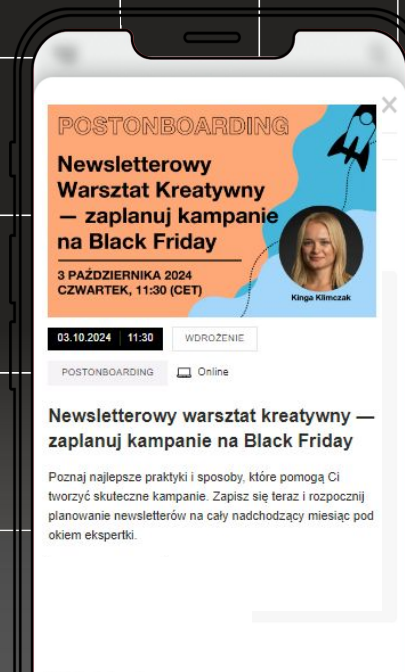 POSTONBOARDING
Newsletterowy
Warsztat Kreatywny
— zaplanuj kampanie
na Black Friday
3 PAŹDZIERNIKA 2024
CZWARTEK, 11:30 (CET)
Kinga Klimczak
03.10.2024 11:30 WDROŻENIE
POSTONBOARDING Online
Newsletterowy warsztat kreatywny —
zaplanuj kampanie na Black Friday
Poznaj najlepsze praktyki i sposoby, które pomogą Ci
tworzyć skuteczne kampanie. Zapisz się teraz i rozpocznij
planowanie newsletterów na cały nadchodzący miesiąc pod
okiem ekspertki.